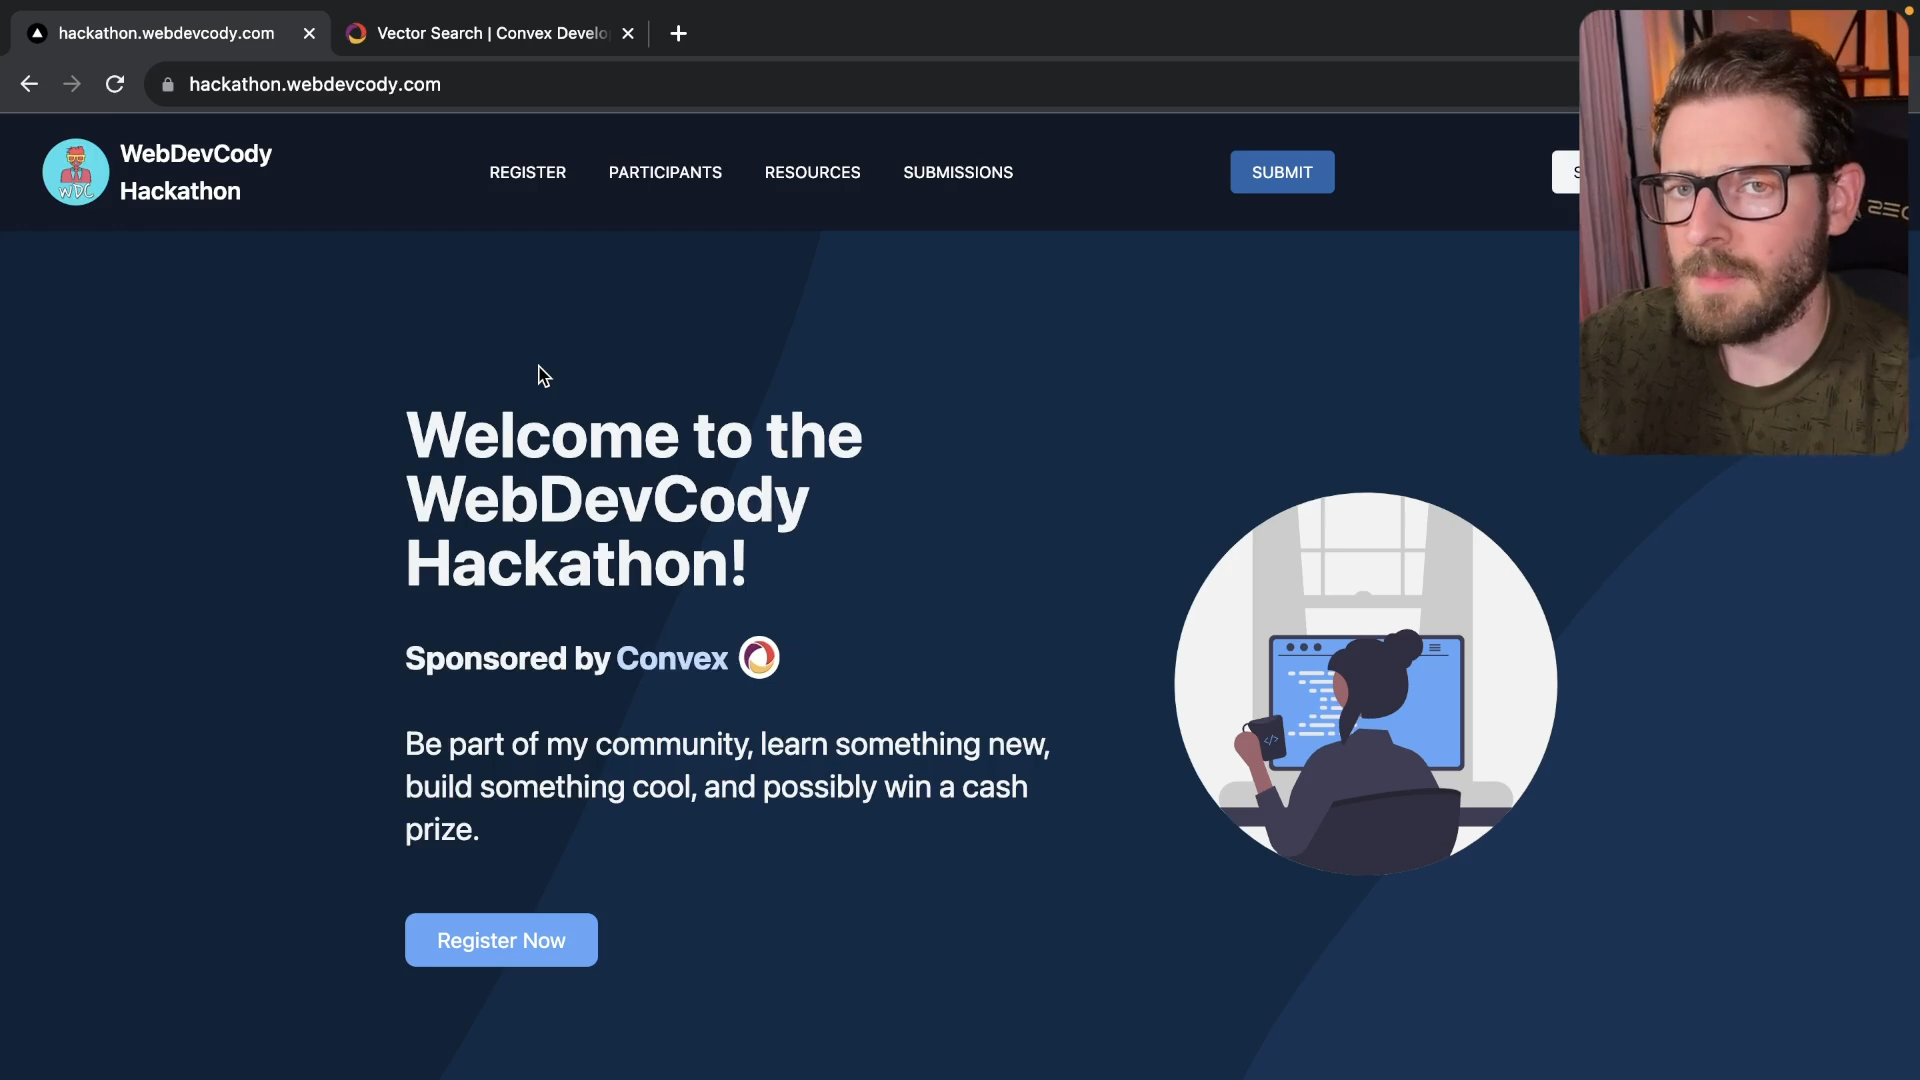 hackathon.webdevcody.com
Vector Search | Convex Develo
hackathon.webdevcody.com
WebDevCody
Hackathon
WDC
REGISTER
PARTICIPANTS
RESOURCES
SUBMISSIONS
SUBMIT
Welcome to the
WebDevCody
Hackathon!
Sponsored by Convex
Be part of my community, learn something new,
build something cool, and possibly win a cash
prize.
</>
Register Now